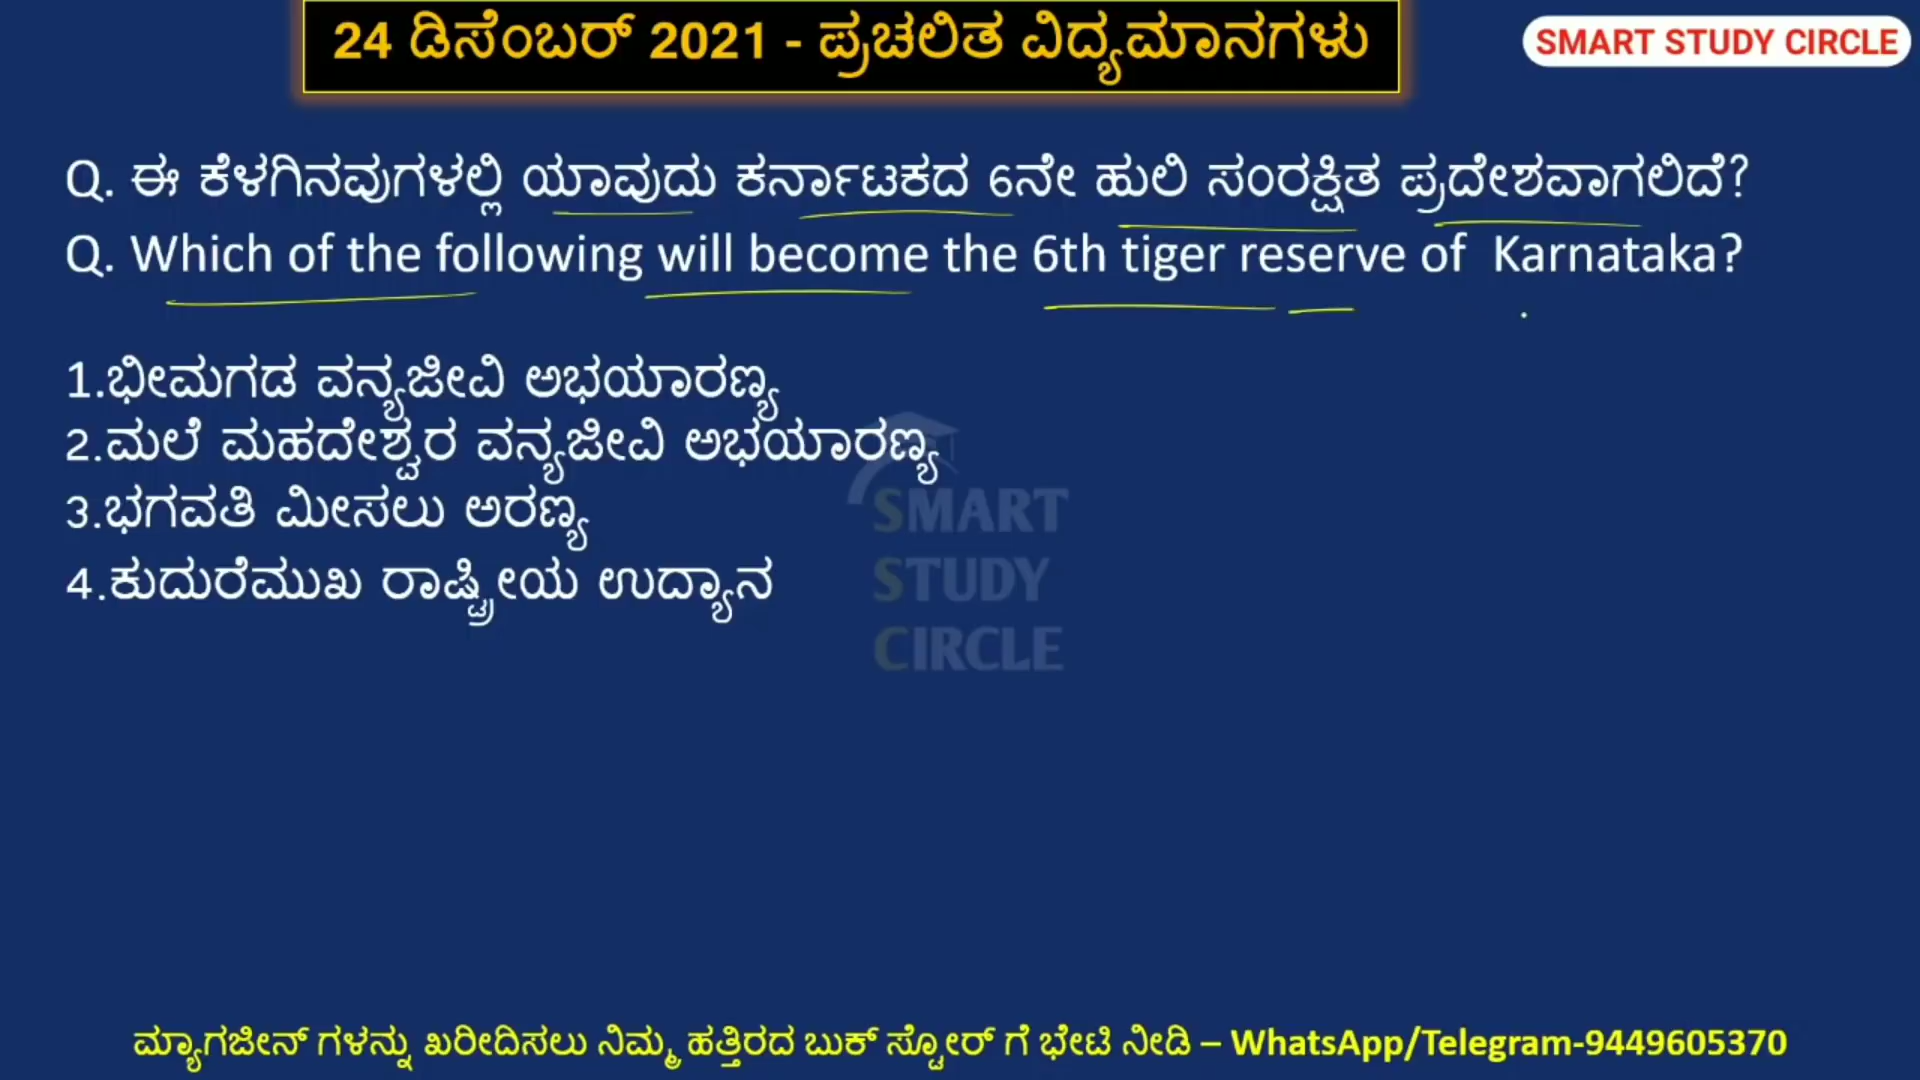 24 ಡಿಸೆಂಬರ್ 2021 - ಪ್ರಚಲಿತ ವಿದ್ಯಮಾನಗಳು
SMART STUDY CIRCLE
Q. ಈ ಕೆಳಗಿನವುಗಳಲ್ಲಿ ಯಾವುದು ಕರ್ನಾಟಕದ 6ನೇ ಹುಲಿ ಸಂರಕ್ಷಿತ ಪ್ರದೇಶವಾಗಲಿದೆ?
Q. Which of the following will become the 6th tiger reserve of Karnataka?
1.ಭೀಮಗಡ ವನ್ಯಜೀವಿ ಅಭಯಾರಣ್ಯ
2.ಮಲೆ ಮಹದೇಶ್ವರ ವನ್ಯಜೀವಿ ಅಭಯಾರಣ್ಯ
3.ಭಗವತಿ ಮೀಸಲು ಅರಣ್ಯ
4.ಕುದುರೆಮುಖ ರಾಷ್ಟ್ರೀಯ ಉದ್ಯಾನ
SMART
STUDY
CIRCLE
ಮ್ಯಾಗಜೀನ್ ಗಳನ್ನು ಖರೀದಿಸಲು ನಿಮ್ಮ ಹತ್ತಿರದ ಬುಕ್ ಸ್ಟೋರ್ ಗೆ ಭೇಟಿ ನೀಡಿ – WhatsApp/Telegram-9449605370